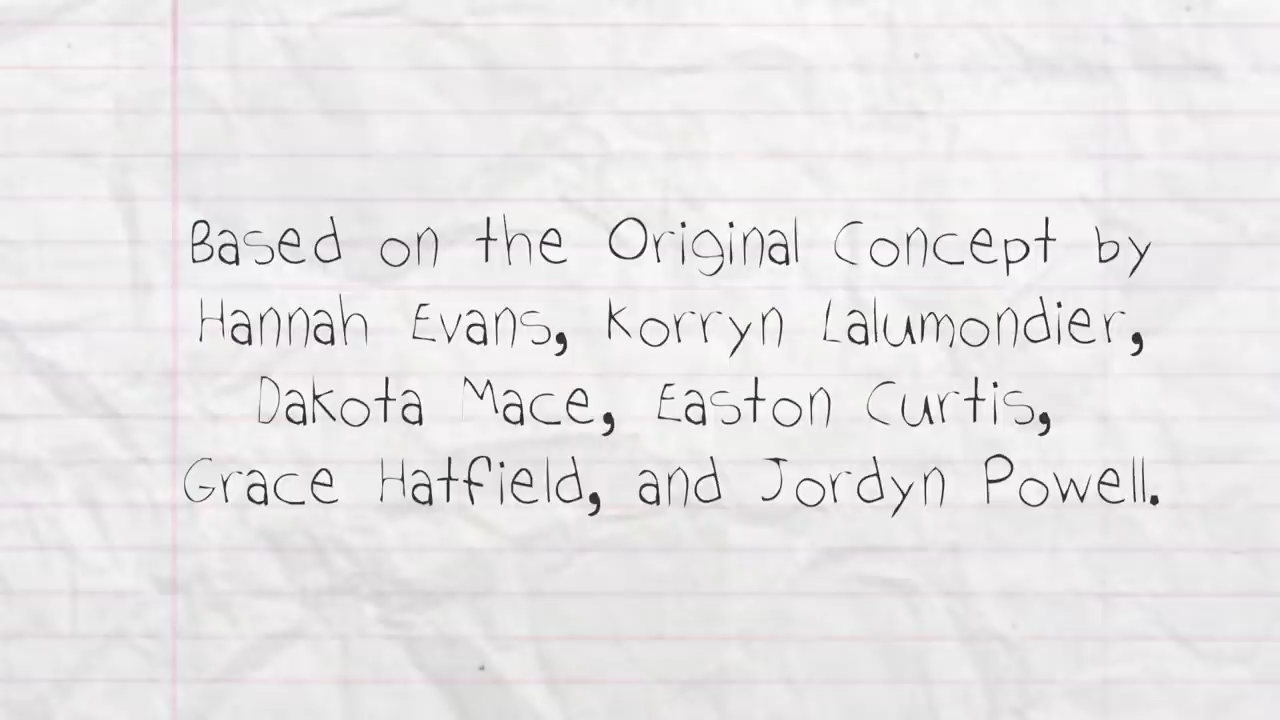 Based on the Original Concept by
Hannah Evans, Korryn Lalumondier,
Dakota Mace, Easton Curtis,
Grace Hatfield, and Jordyn Powell.